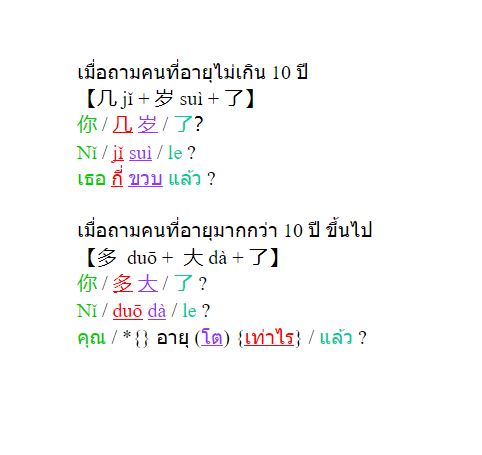 เมื่อถามคนที่อายุไม่เกิน 10 ปี
【几 jǐ + 岁 suì + 了】
你 / 几 岁 / 了?
Nǐ / jǐ suì / le ?
เธอ กี่ ขวบ แล้ว ?
เมื่อถามคนที่อายุมากกว่า 10 ปี ขึ้นไป
【多 duō + 大 dà + 了】
你 / 多 大 / 了 ?
Nǐ / duō dà / le ?
คุณ / *{} อายุ (โต) {เท่าไร} / แล้ว ?